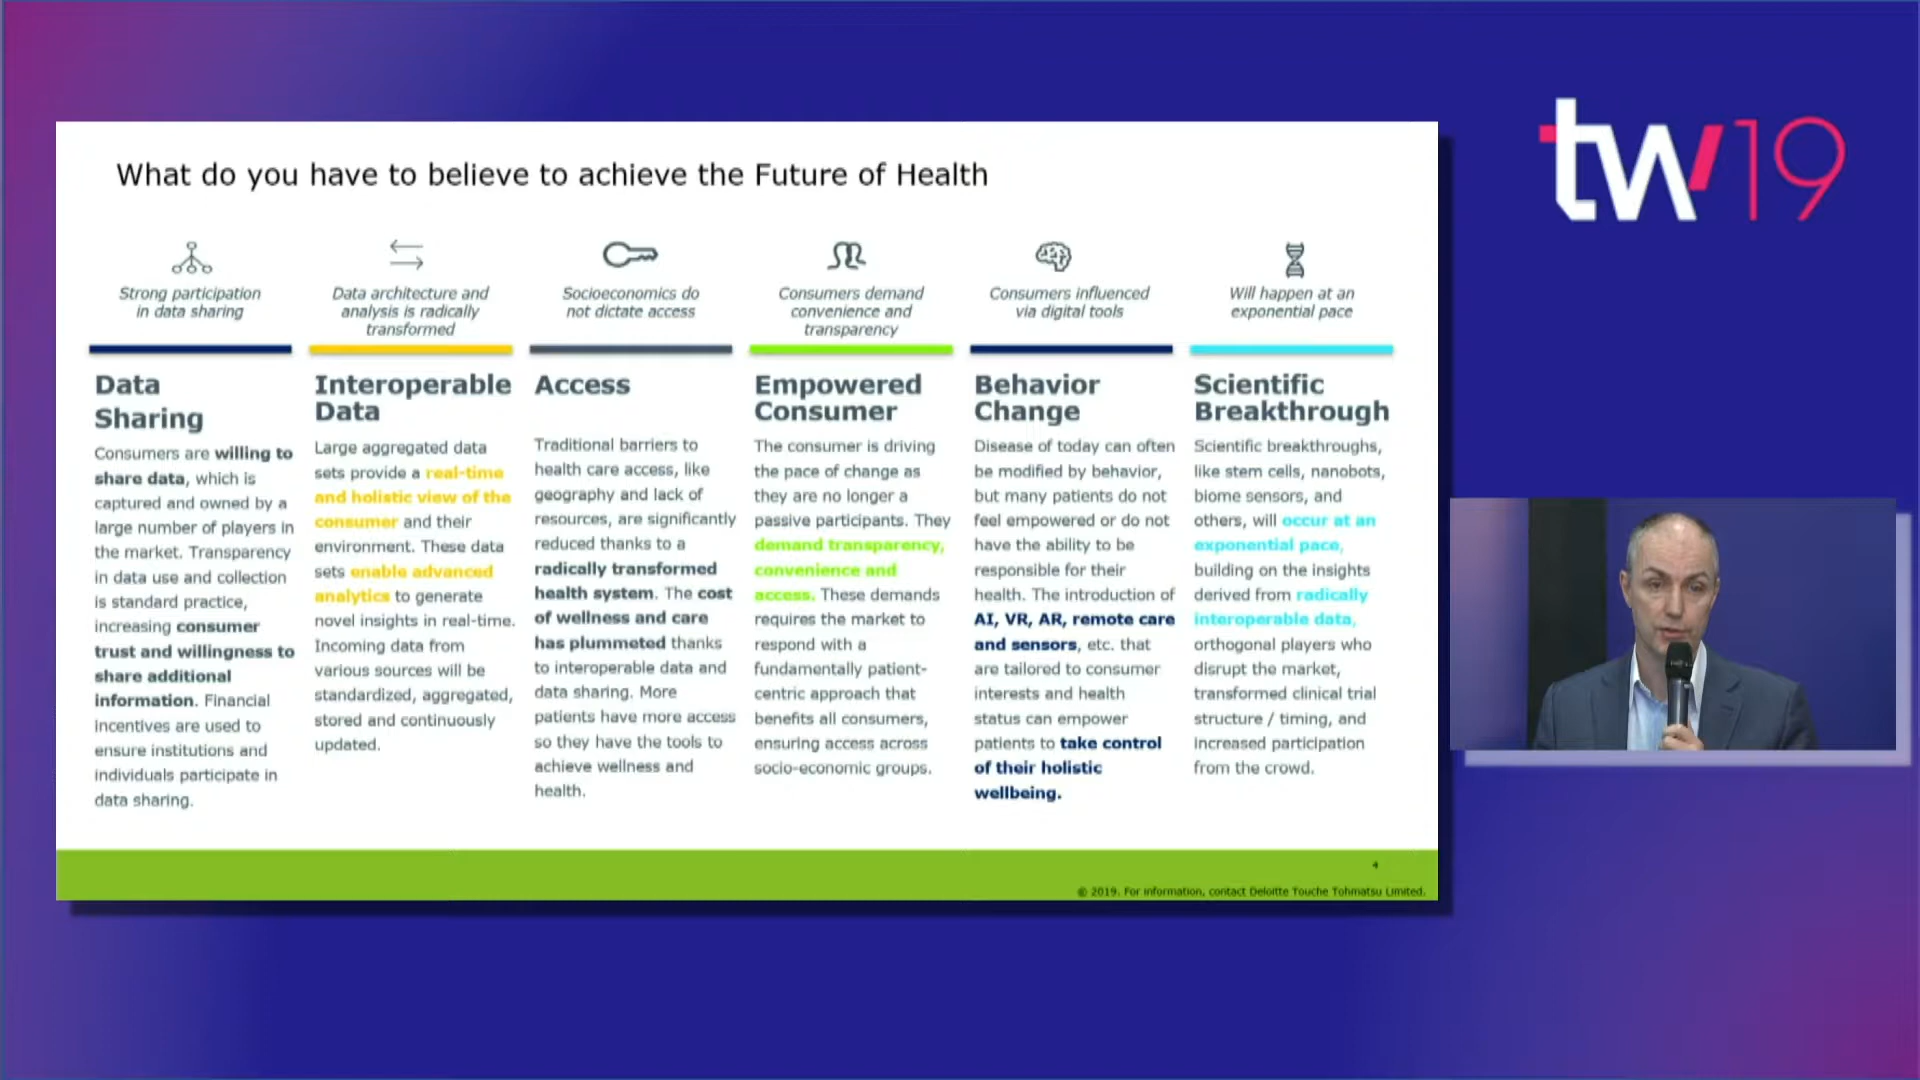 tw19
What do you have to believe to achieve the Future of Health
Strong participation
in data sharing
Data architecture and
analysis is radically
transformed
Socioeconomics do
not dictate access
Consumers demand
convenience and
transparency
Consumers influenced
via digital tools
Will happen at an
exponential pace
Data
Sharing
Consumers are willing to
share data, which is
captured and owned by a
large number of players in
the market. Transparency
in data use and collection
is standard practice,
increasing consumer
trust and willingness to
share additional
information. Financial
incentives are used to
ensure institutions and
individuals participate in
data sharing.
Interoperable
Data
Large aggregated data
sets provide a real-time
and holistic view of the
consumer and their
environment. These data
sets enable advanced
analytics to generate
novel insights in real-time.
Incoming data from
various sources will be
standardized, aggregated,
stored and continuously
updated.
Access
Traditional barriers to
health care access, like
geography and lack of
resources, are significantly
reduced thanks to a
radically transformed
health system. The cost
of wellness and care
has plummeted thanks
to interoperable data and
data sharing. More
patients have more access
so they have the tools to
achieve wellness and
health.
Empowered
Consumer
The consumer is driving
the pace of change as
they are no longer a
passive participants. They
demand transparency,
convenience and
access. These demands
requires the market to
respond with a
fundamentally patient-
centric approach that
benefits all consumers,
ensuring access across
socio-economic groups.
Behavior
Change
Disease of today can often
be modified by behavior,
but many patients do not
feel empowered or do not
have the ability to be
responsible for their
health. The introduction of
AI, VR, AR, remote care
and sensors, etc. that
are tailored to consumer
interests and health
status can empower
patients to take control
of their holistic
wellbeing.
Scientific
Breakthrough
Scientific breakthroughs,
like stem cells, nanobots,
biome sensors, and
others, will occur at an
exponential pace,
building on the insights
derived from radically
interoperable data,
orthogonal players who
disrupt the market,
transformed clinical trial
structure / timing, and
increased participation
from the crowd.
4
© 2019. For information, contact Deloitte Touche Tohmatsu Limited.